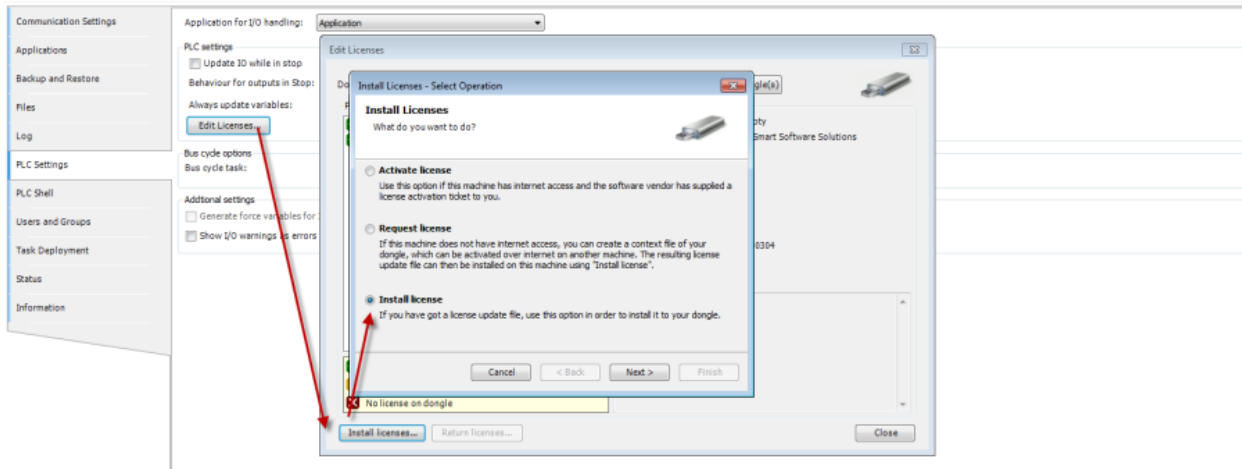 Communication Settings
Applications
Backup and Restore
Files
Log
PLC Settings
PLC Shell
Users and Groups
Task Deployment
Status
Information
Application for I/O handling: Application
PLC settings
Update IO while in stop
Behaviour for outputs in Stop:
Always update variables:
Edit Licenses...
Bus cycle options
Bus cycle task:
Addtional settings
Generate force variables for
Show I/O warnings as errors
Edit Licenses
Do
gle(s)
pty
Smart Software Solutions
0304
Install Licenses - Select Operation
Install Licenses
What do you want to do?
Activate license
Use this option if this machine has internet access and the software vendor has supplied a
license activation ticket to you.
Request license
If this machine does not have internet access, you can create a context file of your
dongle, which can be activated over internet on another machine. The resulting license
update file can then be installed on this machine using "Install license".
Install license
If you have got a license update file, use this option in order to install it to your dongle.
Cancel
< Back
Next >
Finish
No license on dongle
Install licenses...
Return licenses...
Close